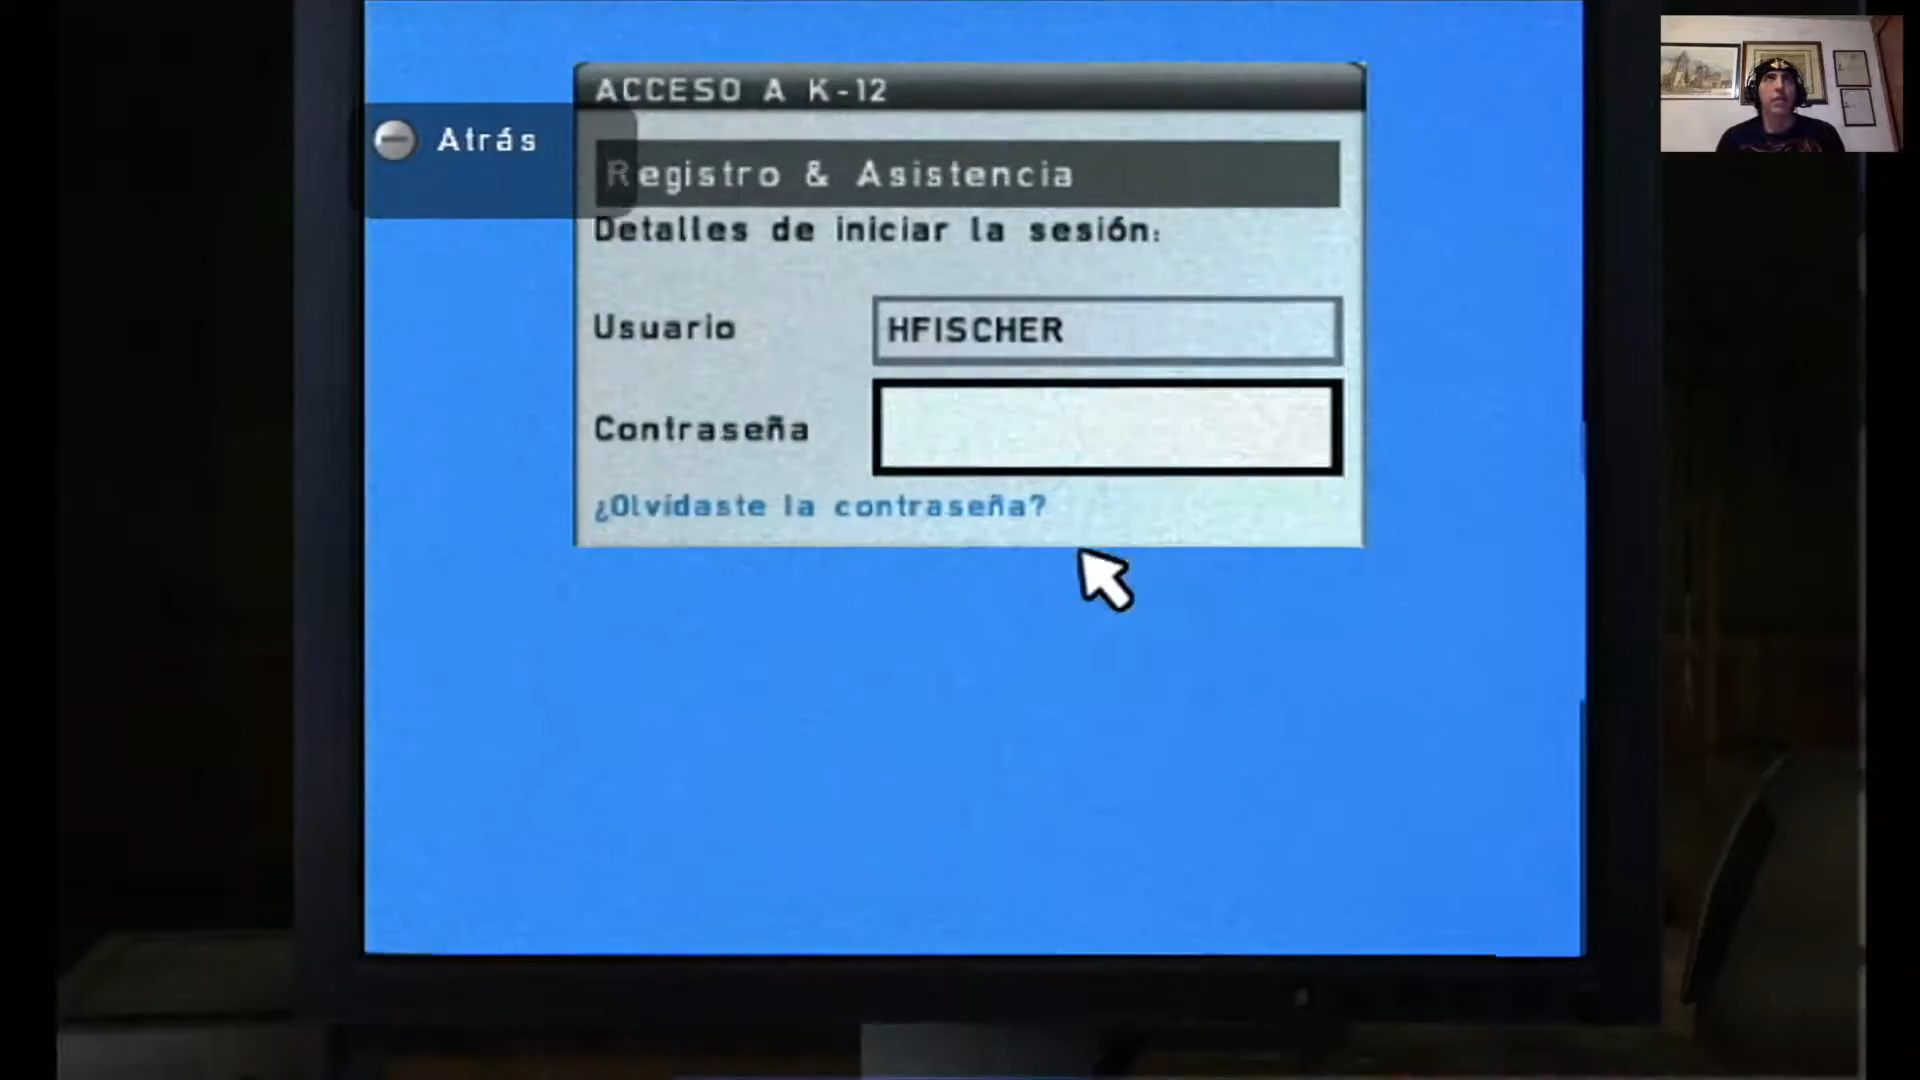 ACCESO A K-12
Atrás
Registro & Asistencia
Detalles de iniciar la sesión:
Usuario
HFISCHER
Contraseña
¿Olvidaste la contraseña?